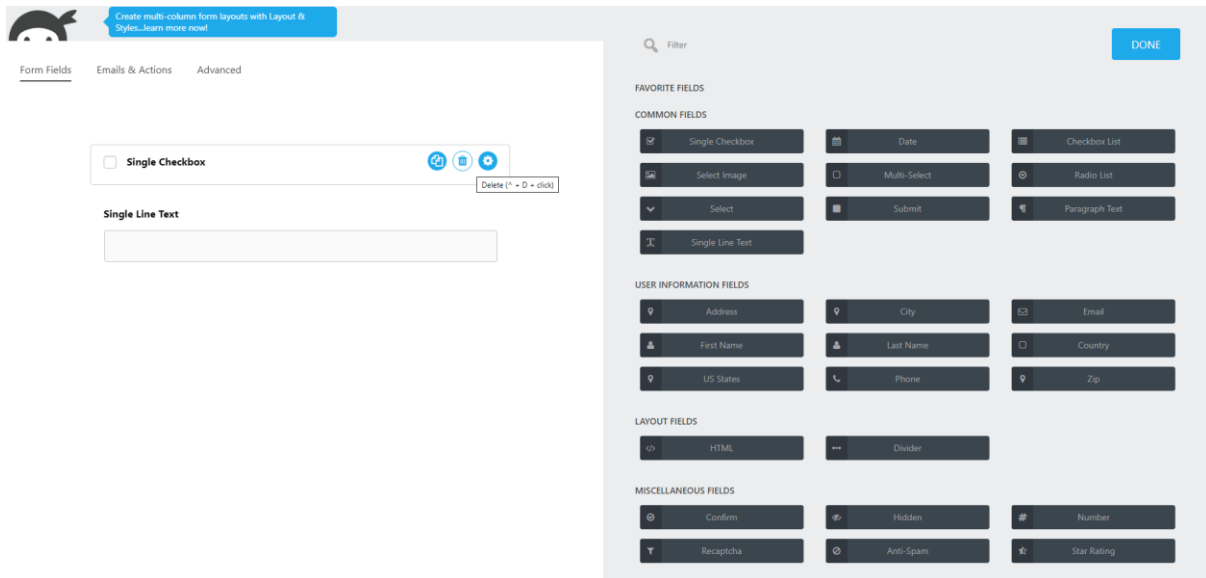 Create multi-column form layouts with Layout &
Styles...learn more now!
Form Fields
Emails & Actions
Advanced
Single Checkbox
Delete (^ + D + click)
Single Line Text
Filter
DONE
FAVORITE FIELDS
COMMON FIELDS
Single Checkbox
Date
Checkbox List
Select Image
Multi-Select
Radio List
Select
Submit
Paragraph Text
Single Line Text
USER INFORMATION FIELDS
Address
City
Email
First Name
Last Name
Country
US States
Phone
Zip
LAYOUT FIELDS
HTML
Divider
MISCELLANEOUS FIELDS
Confirm
Hidden
Number
Recaptcha
Anti-Spam
Star Rating